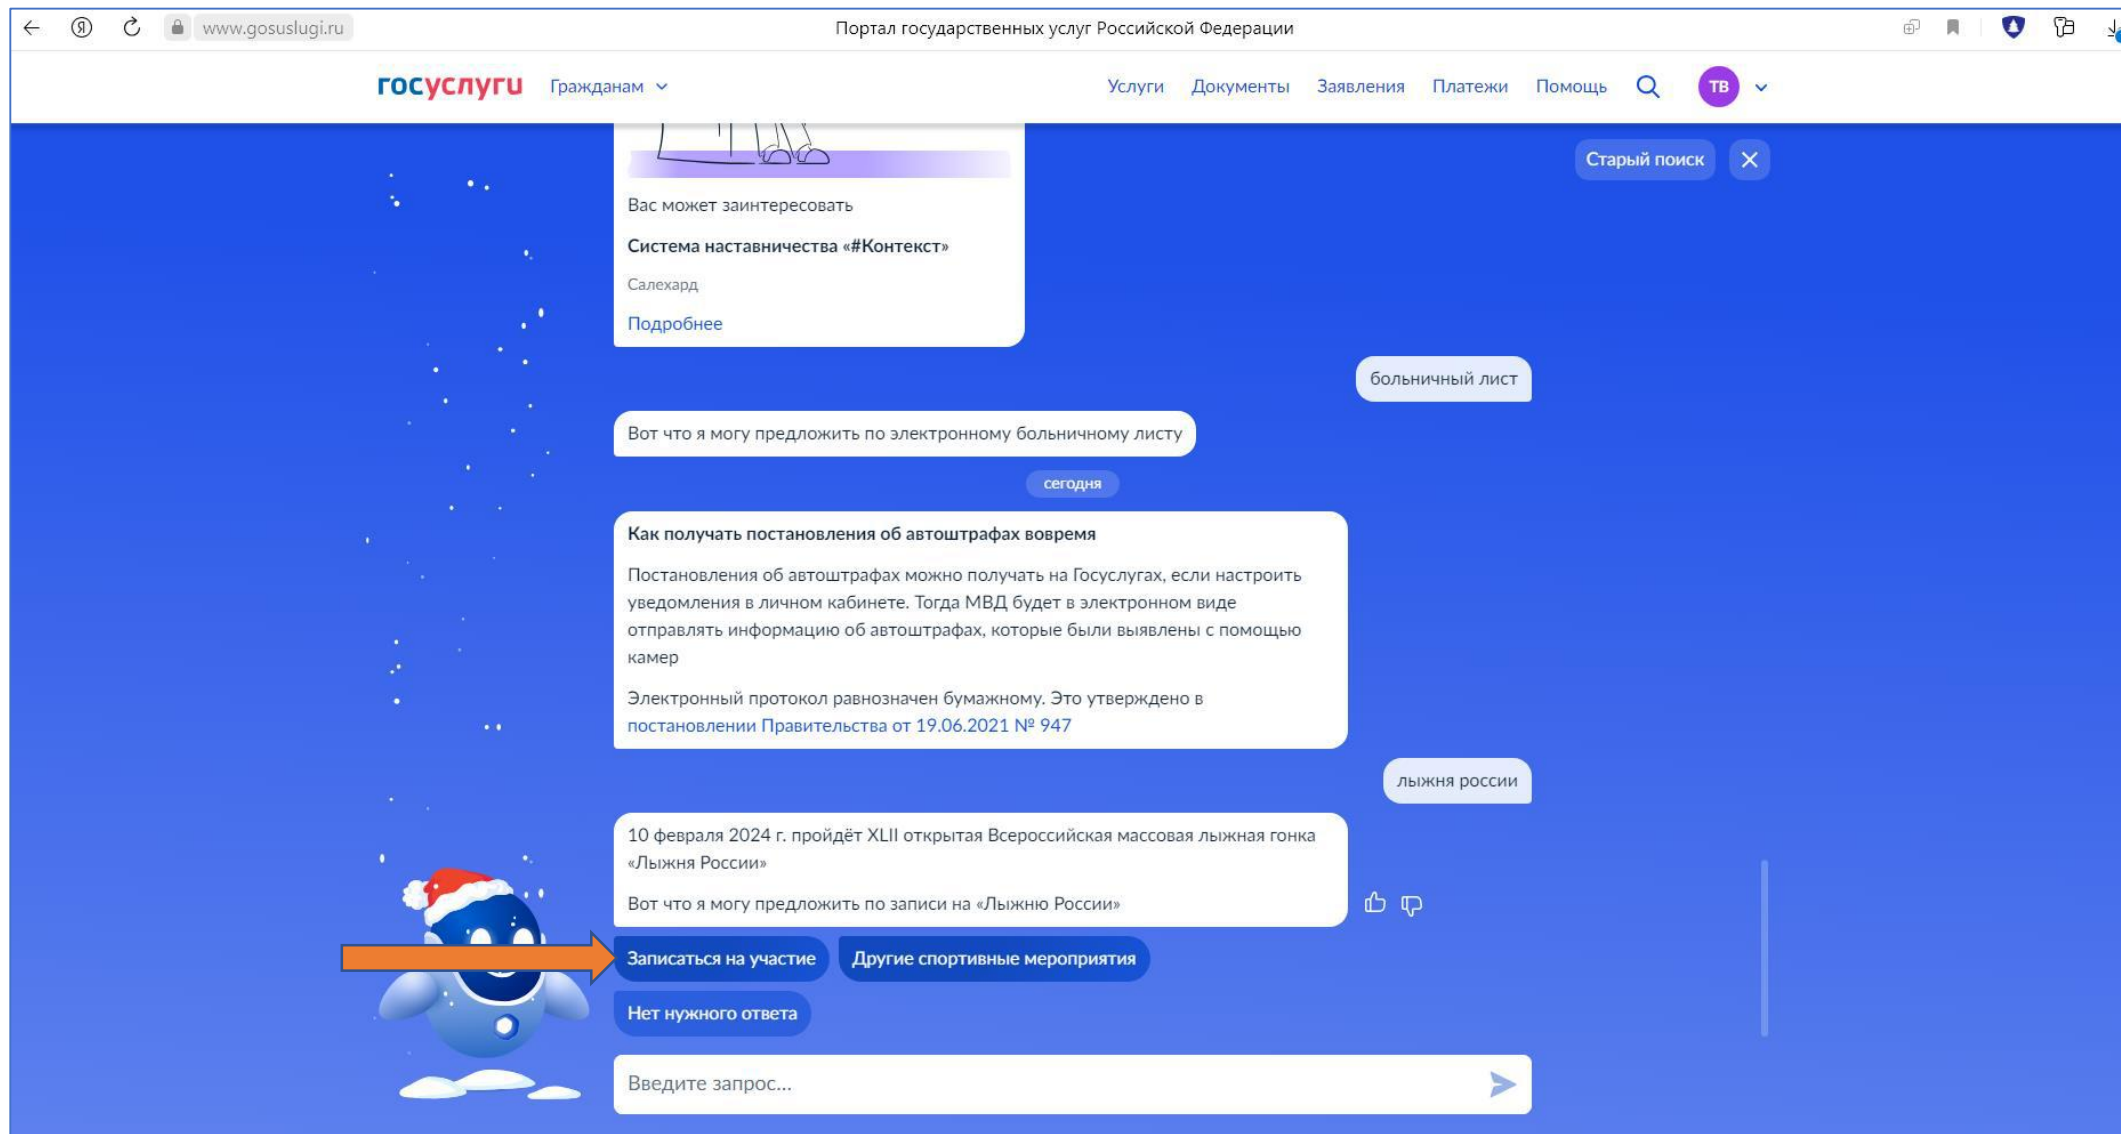 www.gosuslugi.ru
Портал государственных услуг Российской Федерации
госуслуги
Гражданам
Услуги
Документы
Заявления
Платежи
Помощь
ТВ
Старый поиск
Вас может заинтересовать
Система наставничества «#Контекст»
Салехард
Подробнее
больничный лист
Вот что я могу предложить по электронному больничному листу
сегодня
Как получать постановления об автоштрафах вовремя
Постановления об автоштрафах можно получать на Госуслугах, если настроить
уведомления в личном кабинете. Тогда МВД будет в электронном виде
отправлять информацию об автоштрафах, которые были выявлены с помощью
камер
Электронный протокол равнозначен бумажному. Это утверждено в
постановлении Правительства от 19.06.2021 № 947
лыжня россии
10 февраля 2024 г. пройдёт XLII открытая Всероссийская массовая лыжная гонка
«Лыжня России»
Вот что я могу предложить по записи на «Лыжню России»
Записаться на участие
Другие спортивные мероприятия
Нет нужного ответа
Введите запрос...